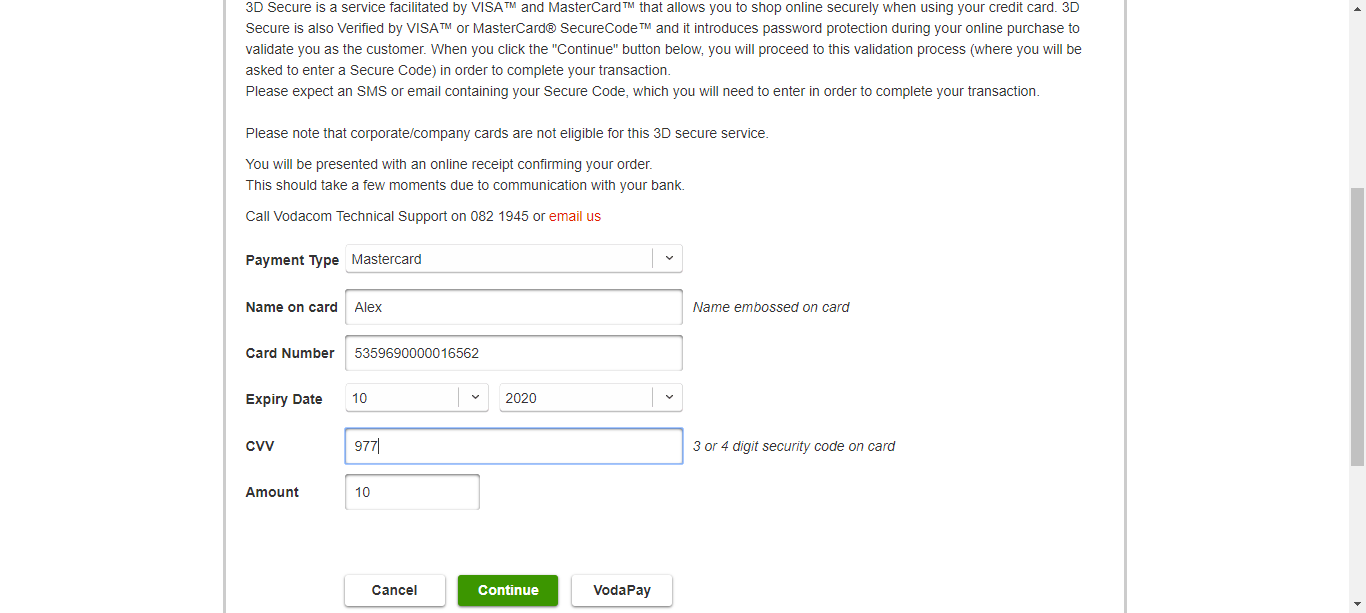 3D Secure is a service facilitated by VISA™ and MasterCard™ that allows you to shop online securely when using your credit card. 3D
Secure is also Verified by VISA™ or MasterCard® SecureCode™ and it introduces password protection during your online purchase to
validate you as the customer. When you click the "Continue" button below, you will proceed to this validation process (where you will be
asked to enter a Secure Code) in order to complete your transaction.
Please expect an SMS or email containing your Secure Code, which you will need to enter in order to complete your transaction.
Please note that corporate/company cards are not eligible for this 3D secure service.
You will be presented with an online receipt confirming your order.
This should take a few moments due to communication with your bank.
Call Vodacom Technical Support on 082 1945 or email us
Payment Type Mastercard
Name on card Alex Name embossed on card
Card Number 5359690000016562
Expiry Date 10 2020
CVV 977 3 or 4 digit security code on card
Amount 10
Cancel Continue VodaPay